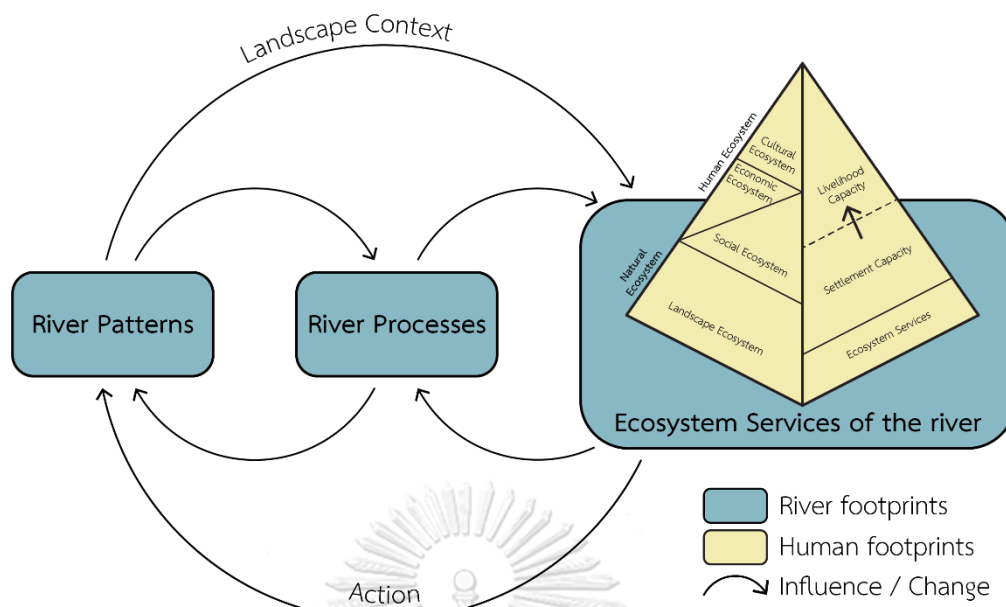 Landscape Context
River Patterns
River Processes
Human Ecosystem
Natural
Ecosystem
Cultural
Ecosystem
Economic
Ecosystem
Social Ecosystem
Landscape Ecosystem
Livelihood
Capacity
Settlement Capacity
Ecosystem Services
Ecosystem Services of the river
River footprints
Human footprints
Influence / Change
Action